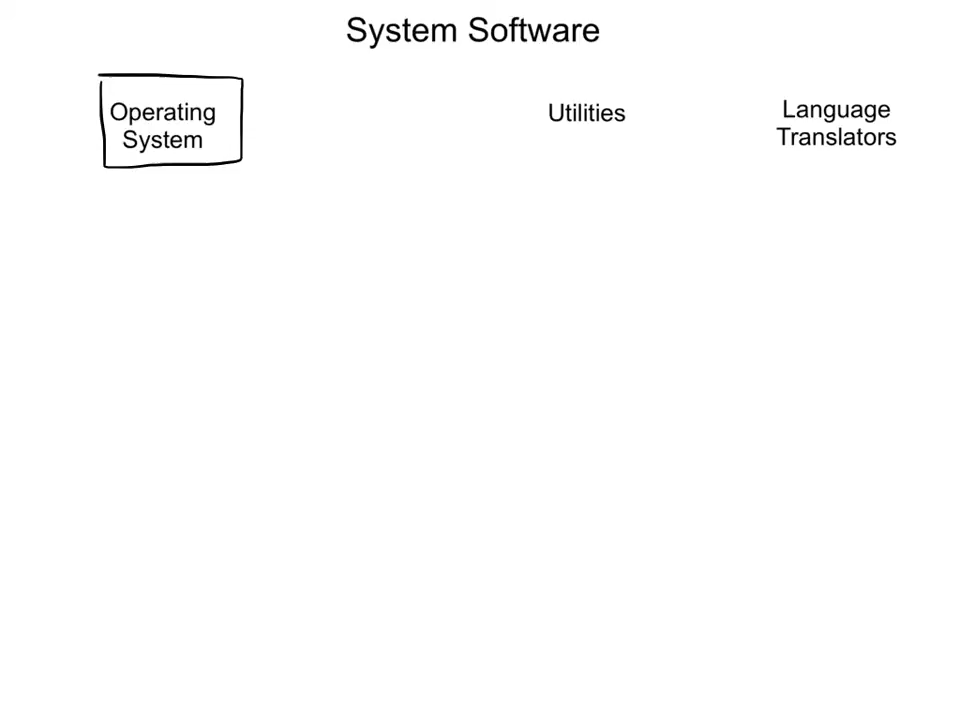 System Software
Operating
System
Utilities
Language
Translators